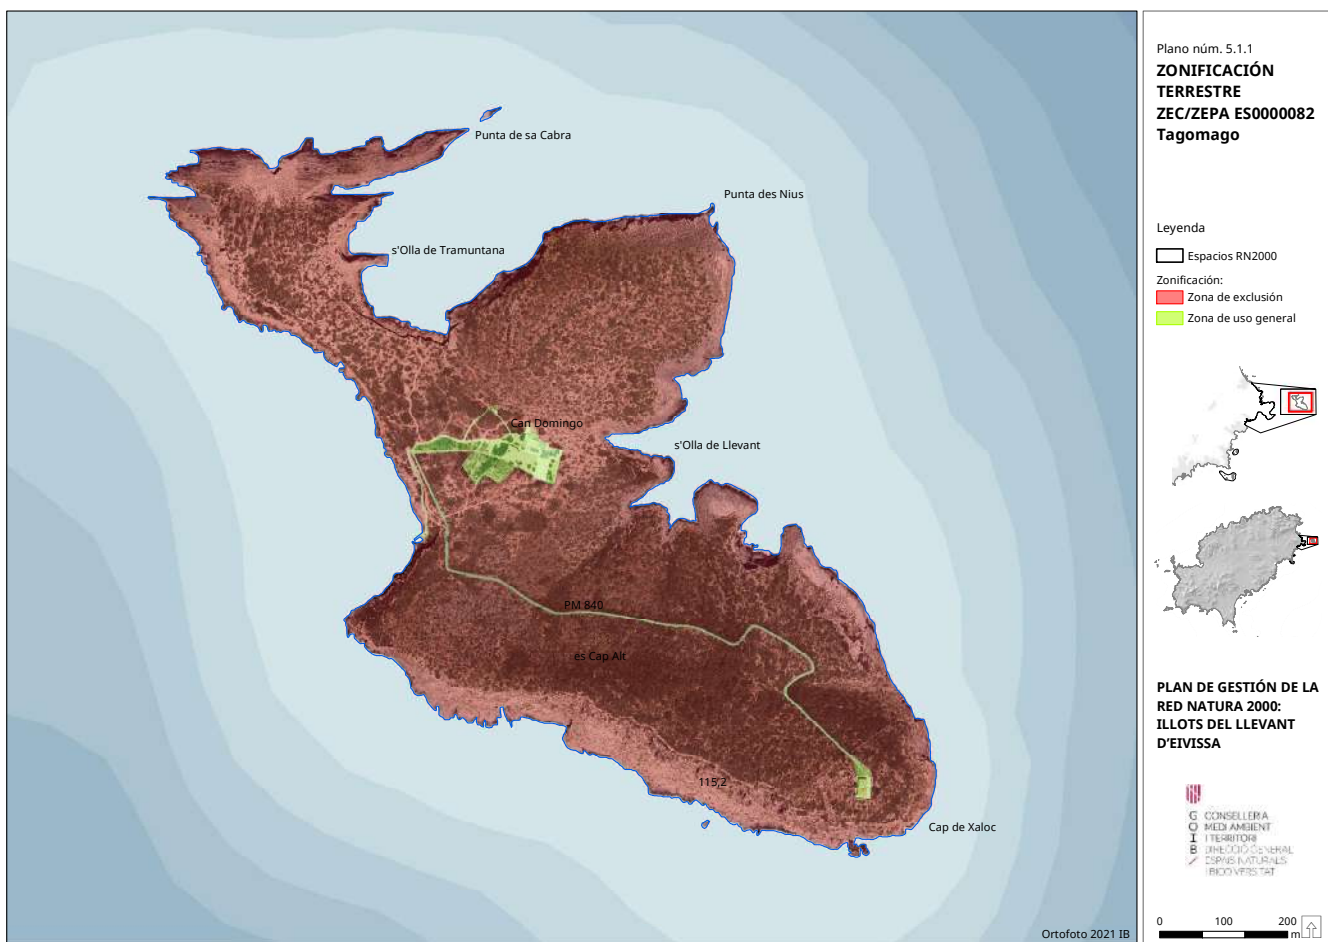 Punta de sa Cabra
Punta des Nius
s'Olla de Tramuntana
Can Domingo
s'Olla de Llevant
PM 840
es Cap Alt
115,2
Cap de Xaloc
Ortofoto 2021 IB
Plano núm. 5.1.1
ZONIFICACIÓN
TERRESTRE
ZEC/ZEPA ES0000082
Tagomago
Leyenda
Espacios RN2000
Zonificación:
Zona de exclusión
Zona de uso general
PLAN DE GESTIÓN DE LA
RED NATURA 2000:
ILLOTS DEL LLEVANT
D'EIVISSA
G CONSELLERIA
O MEDI AMBIENT
I I TERRITORI
B DIRECCIÓ GENERAL
/ ESPAIS NATURALS
I BIODIVERSITAT
0 100 200
m